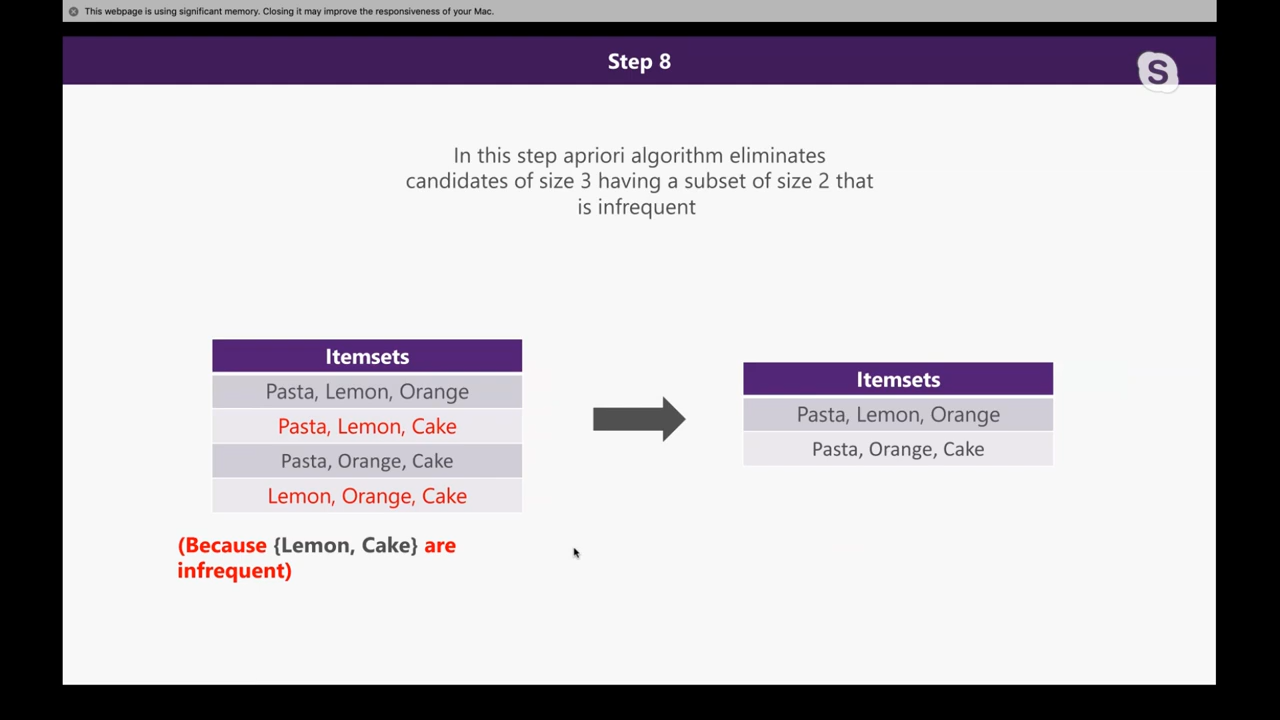 This webpage is using significant memory. Closing it may improve the responsiveness of your Mac.
Step 8
S
In this step apriori algorithm eliminates
candidates of size 3 having a subset of size 2 that
is infrequent
Itemsets
Pasta, Lemon, Orange
Pasta, Lemon, Cake
Pasta, Orange, Cake
Lemon, Orange, Cake
(Because {Lemon, Cake} are
infrequent)
Itemsets
Pasta, Lemon, Orange
Pasta, Orange, Cake